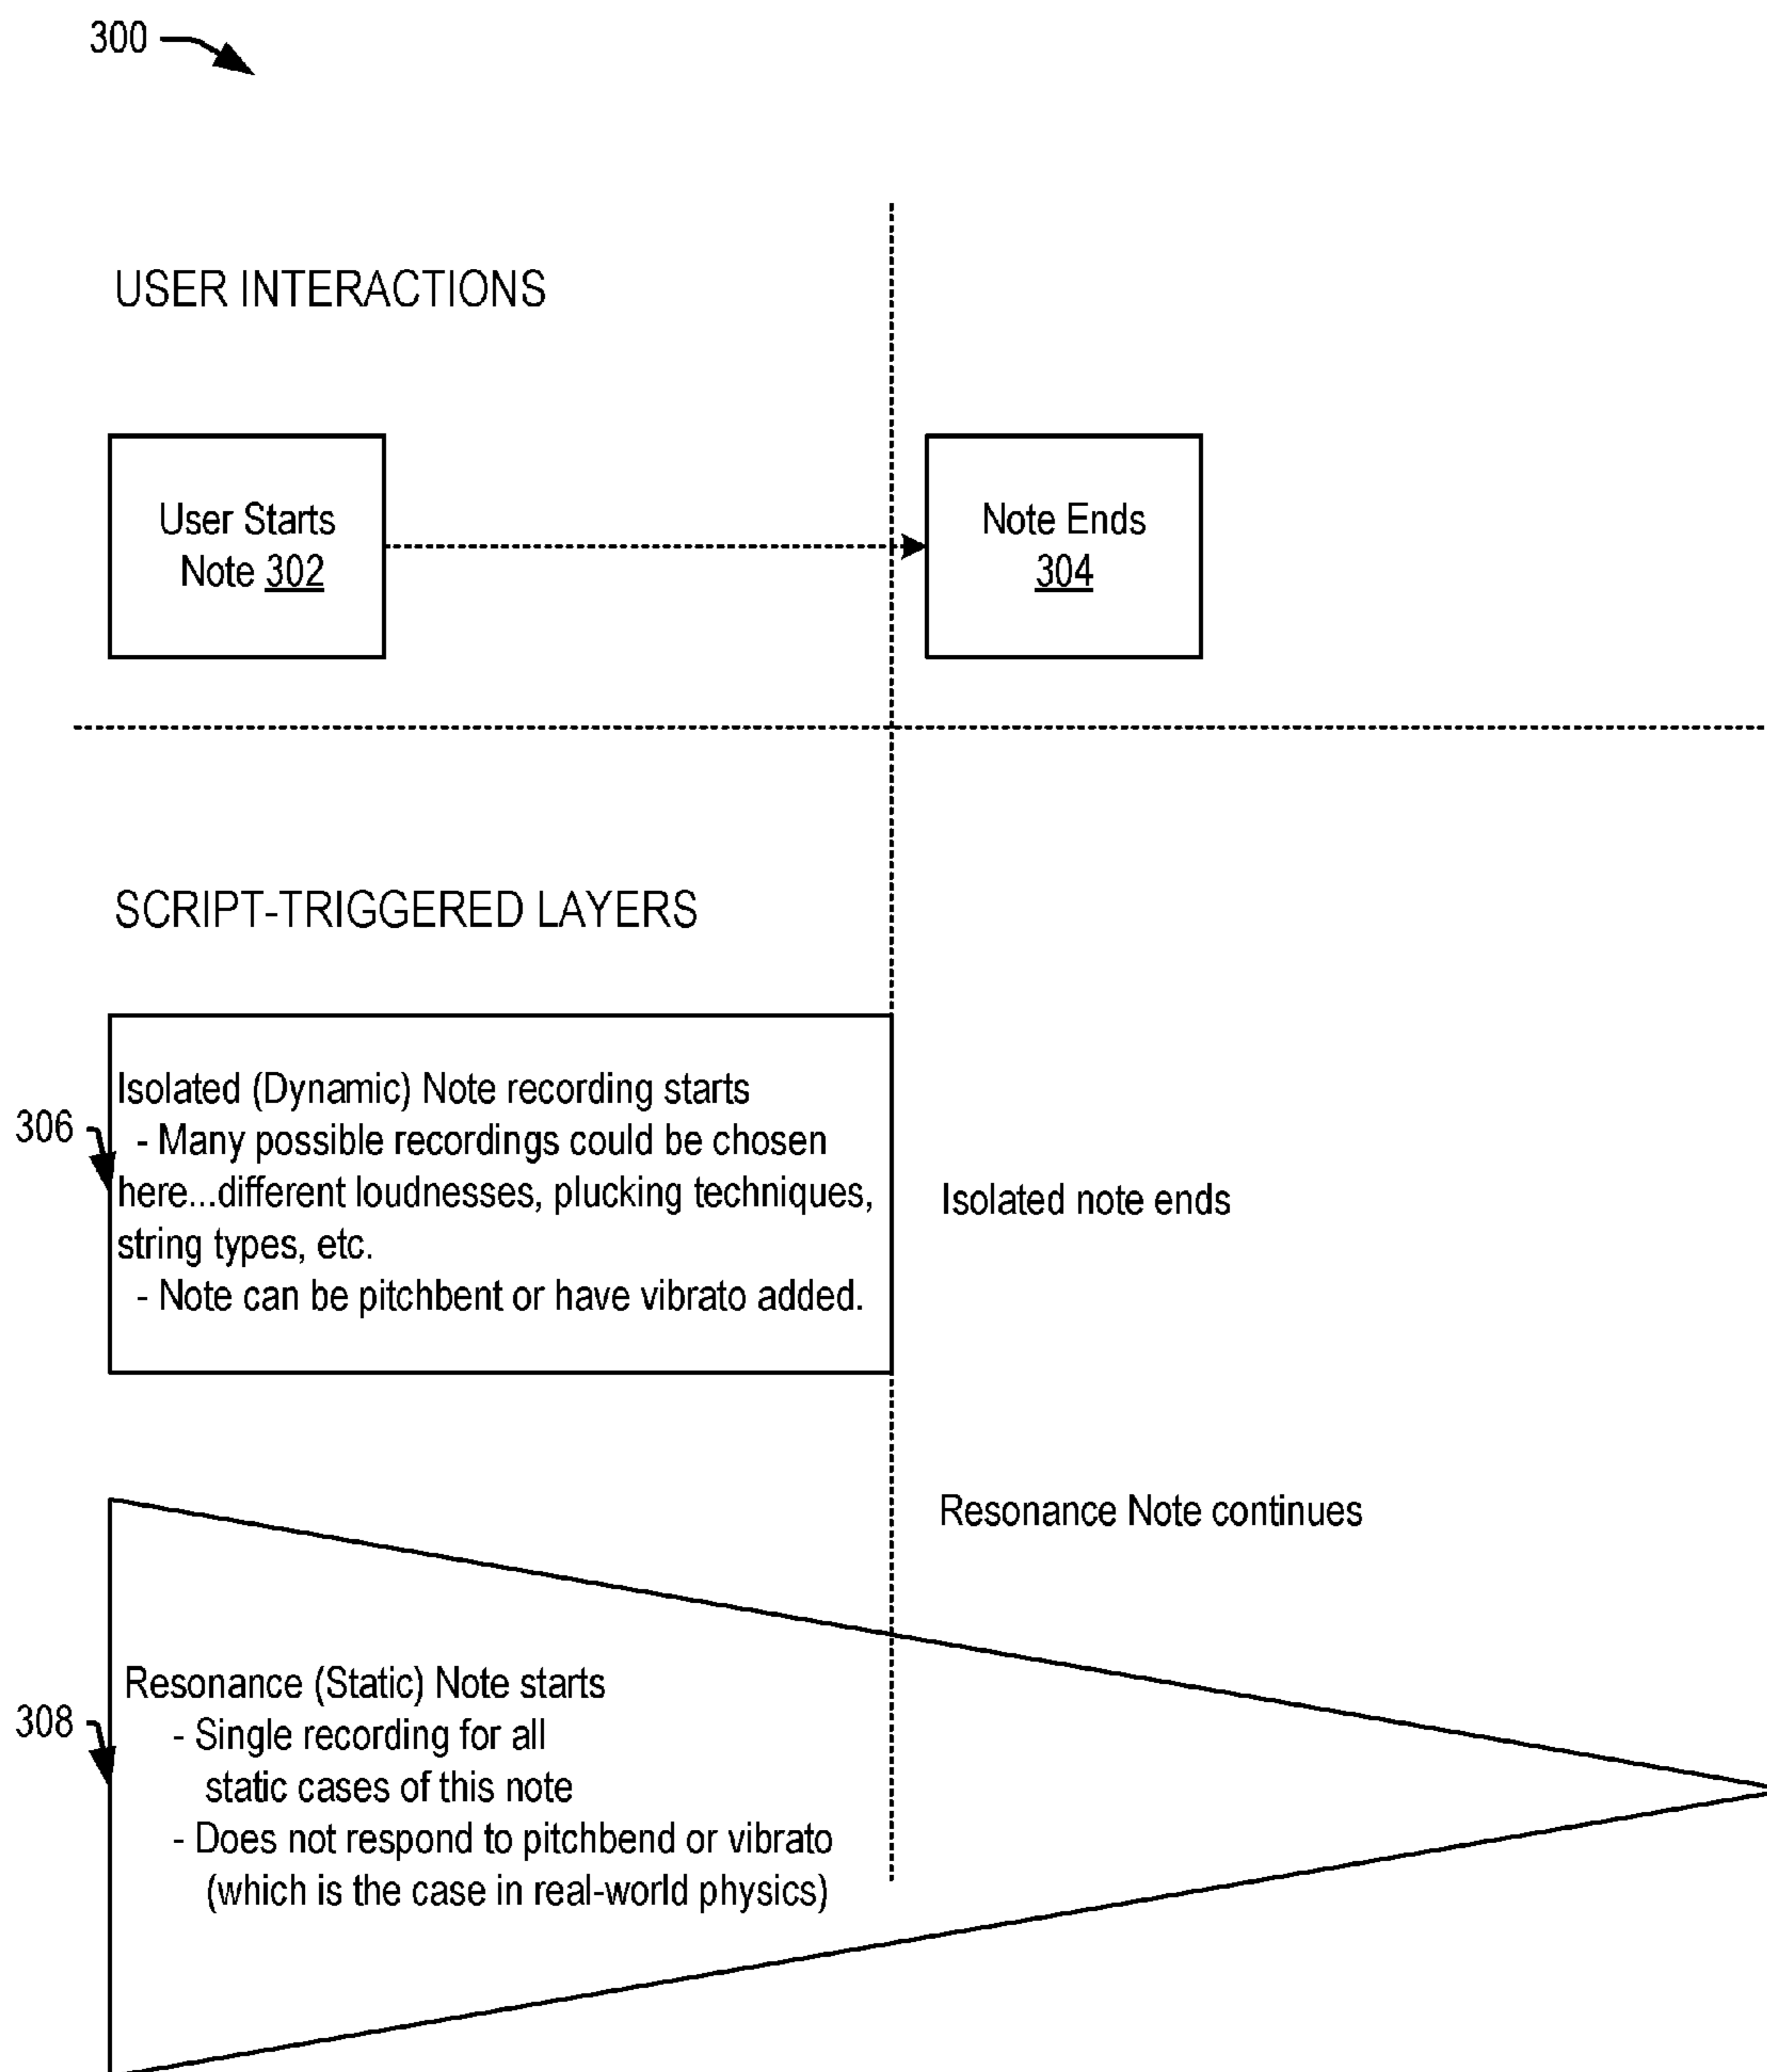 300
USER INTERACTIONS
User Starts
Note 302
Note Ends
304
SCRIPT-TRIGGERED LAYERS
306
Isolated (Dynamic) Note recording starts
- Many possible recordings could be chosen
here...different loudnesses, plucking techniques,
string types, etc.
- Note can be pitchbent or have vibrato added.
Isolated note ends
Resonance Note continues
308
Resonance (Static) Note starts
- Single recording for all
static cases of this note
- Does not respond to pitchbend or vibrato
(which is the case in real-world physics)